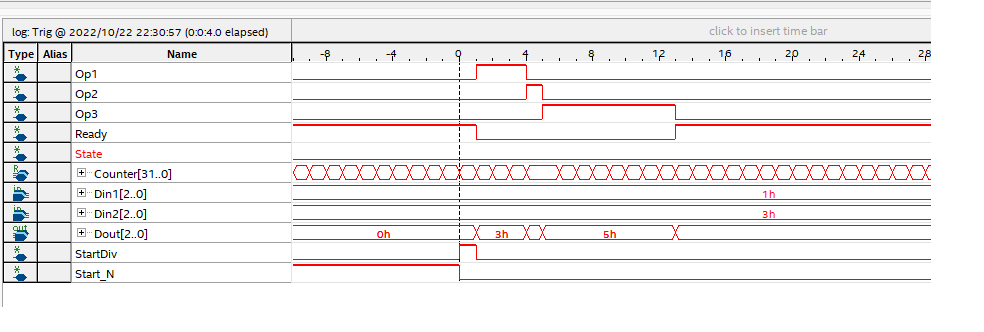 log: Trig @ 2022/10/22 22:30:57 (0:0:4.0 elapsed)
click to insert time bar
Type Alias Name
-8 -4 0 4 8 12 16 20 24 28
Op1
Op2
Op3
Ready
State
Counter[31..0]
Din1[2..0] 1h
Din2[2..0] 3h
Dout[2..0] 0h 3h 5h
StartDiv
Start_N